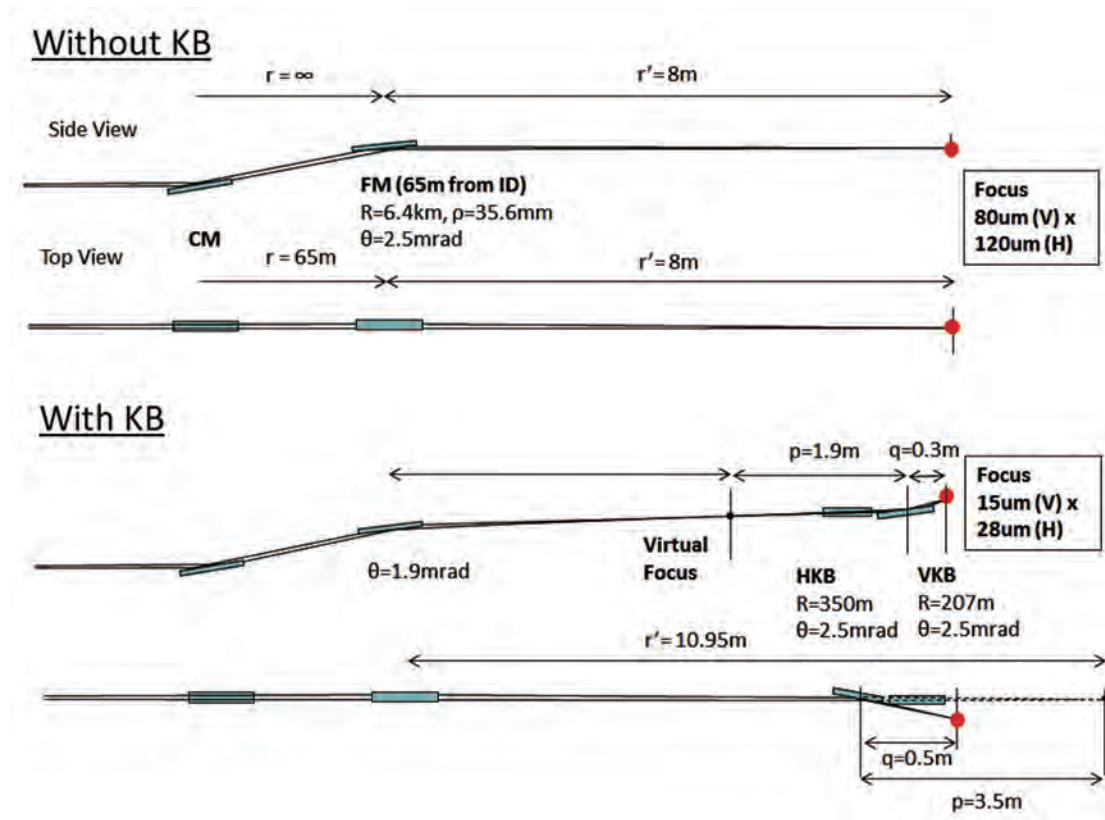 Without KB
r = ∞
r’= 8m
Side View
FM (65m from ID)
R=6.4km, ρ=35.6mm
θ=2.5mrad
Focus
80um (V) x
120um (H)
CM
Top View
r = 65m
r’= 8m
With KB
p=1.9m
q=0.3m
Focus
15um (V) x
28um (H)
θ=1.9mrad
Virtual
Focus
HKB
R=350m
θ=2.5mrad
VKB
R=207m
θ=2.5mrad
r’= 10.95m
q=0.5m
p=3.5m